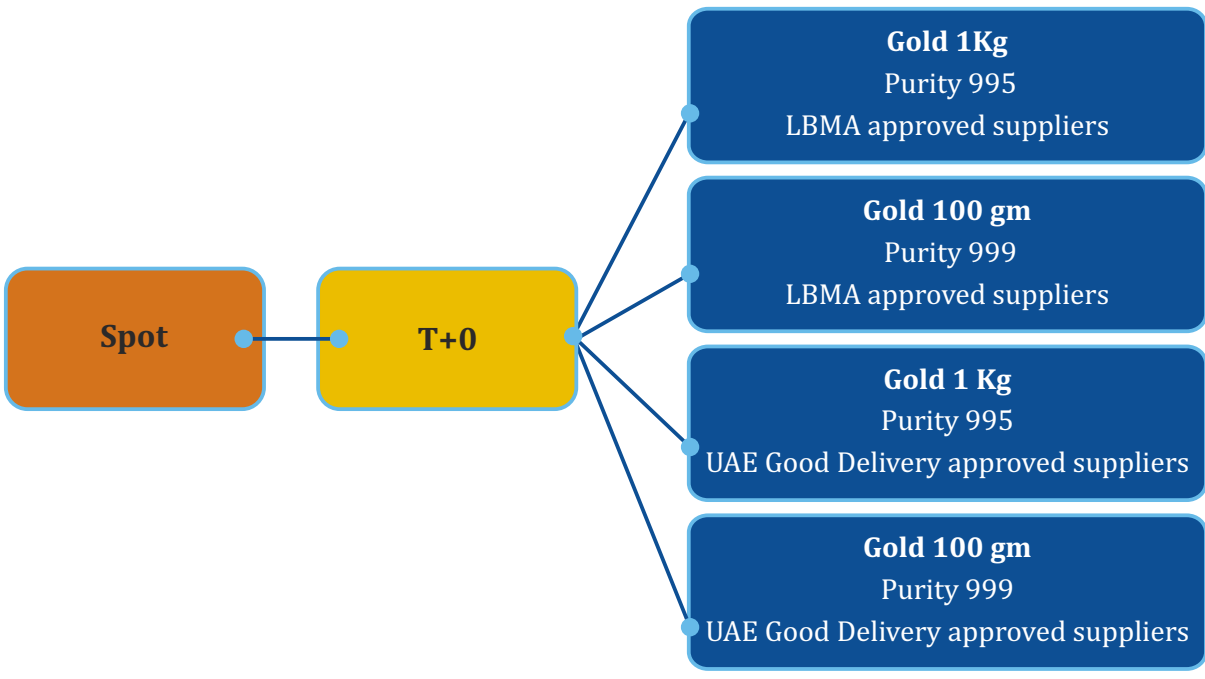 Spot
T+0
Gold 1Kg
Purity 995
LBMA approved suppliers
Gold 100 gm
Purity 999
LBMA approved suppliers
Gold 1 Kg
Purity 995
UAE Good Delivery approved suppliers
Gold 100 gm
Purity 999
UAE Good Delivery approved suppliers